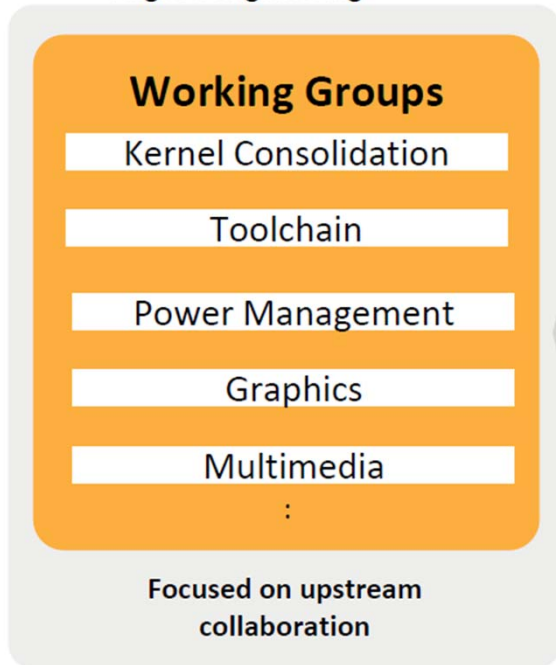 Working Groups
Kernel Consolidation
Toolchain
Power Management
Graphics
Multimedia
:
Focused on upstream
collaboration